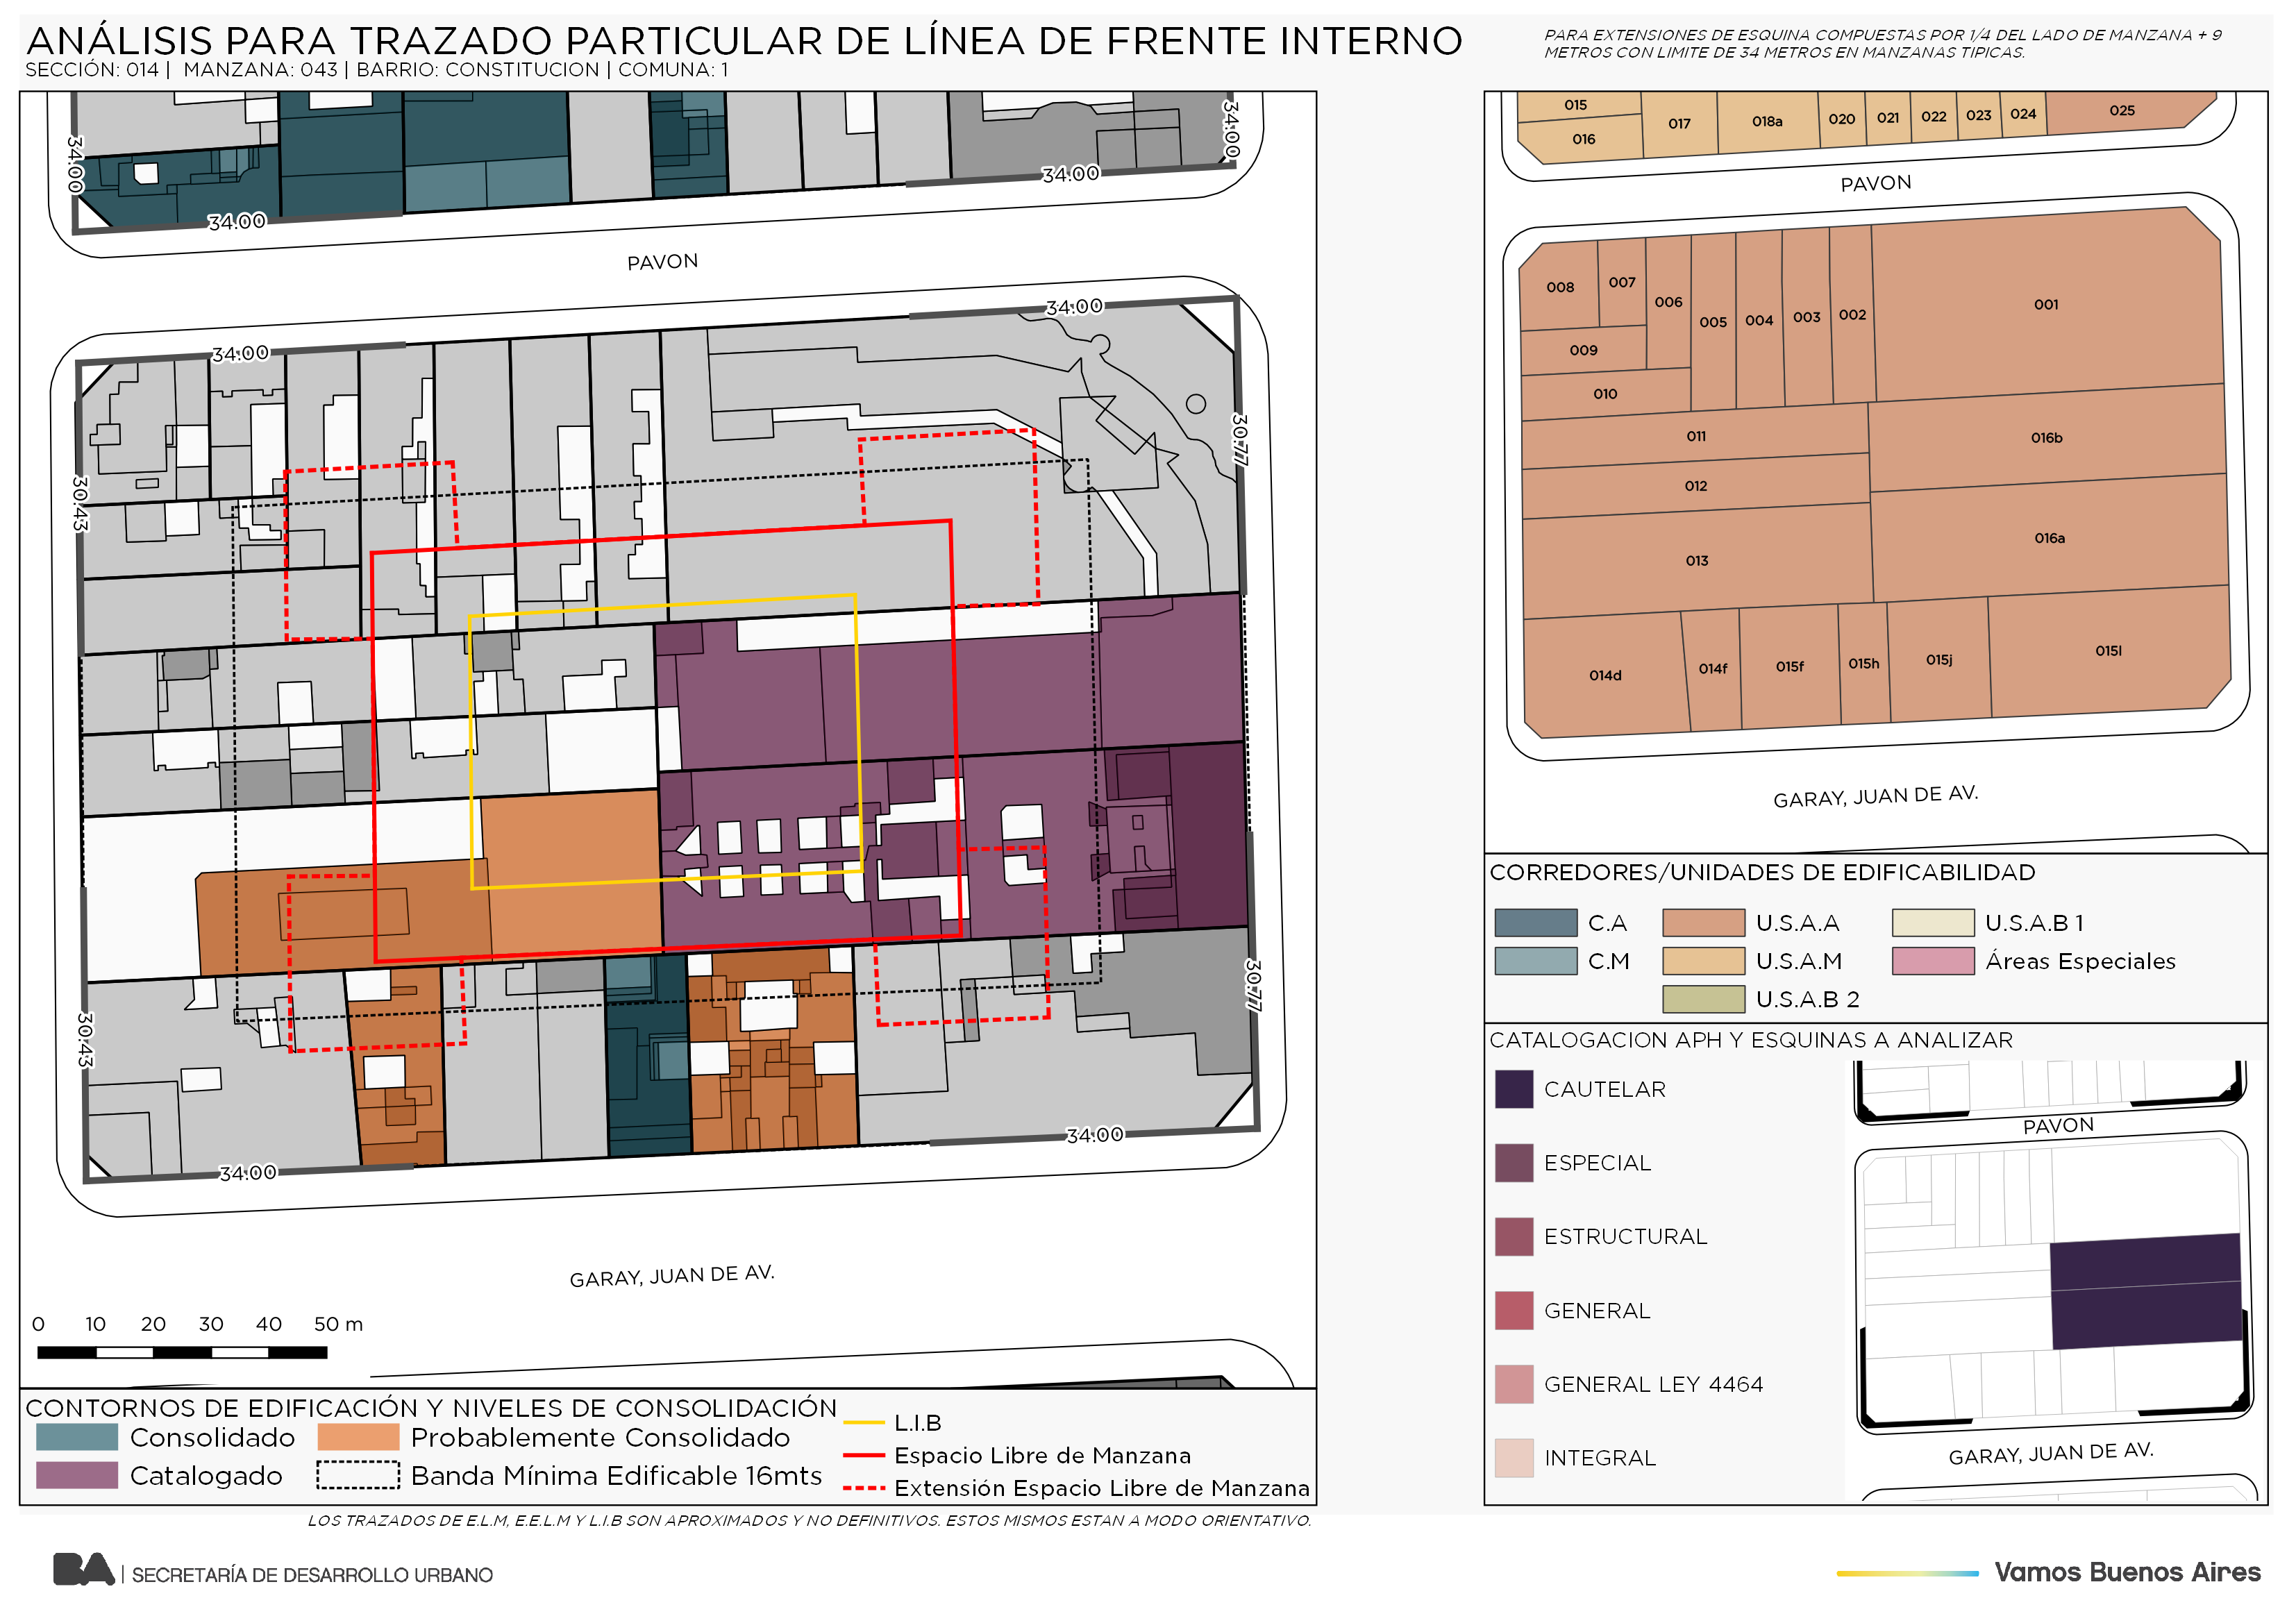 ANÁLISIS PARA TRAZADO PARTICULAR DE LÍNEA DE FRENTE INTERNO
SECCIÓN: 014 | MANZANA: 043 | BARRIO: CONSTITUCION | COMUNA: 1
PARA EXTENSIONES DE ESQUINA COMPUESTAS POR 1/4 DEL LADO DE MANZANA + 9
METROS CON LIMITE DE 34 METROS EN MANZANAS TIPICAS.
34.00
34.00
34.00
34.00
PAVON
34.00
34.00
30.43
30.77
30.43
30.77
34.00
34.00
GARAY, JUAN DE AV.
0 10 20 30 40 50 m
CONTORNOS DE EDIFICACIÓN Y NIVELES DE CONSOLIDACIÓN
Consolidado
Probablemente Consolidado
Catalogado
Banda Mínima Edificable 16mts
L.I.B
Espacio Libre de Manzana
Extensión Espacio Libre de Manzana
LOS TRAZADOS DE E.L.M, E.E.L.M Y L.I.B SON APROXIMADOS Y NO DEFINITIVOS. ESTOS MISMOS ESTAN A MODO ORIENTATIVO.
015
016
017
018a
020
021
022
023
024
025
PAVON
008
007
006
005
004
003
002
001
009
010
011
012
013
016b
016a
014d
014f
015f
015h
015j
015l
GARAY, JUAN DE AV.
CORREDORES/UNIDADES DE EDIFICABILIDAD
C.A
U.S.A.A
U.S.A.B 1
C.M
U.S.A.M
Áreas Especiales
U.S.A.B 2
CATALOGACION APH Y ESQUINAS A ANALIZAR
CAUTELAR
ESPECIAL
ESTRUCTURAL
GENERAL
GENERAL LEY 4464
INTEGRAL
PAVON
GARAY, JUAN DE AV.
BA | SECRETARÍA DE DESARROLLO URBANO
Vamos Buenos Aires